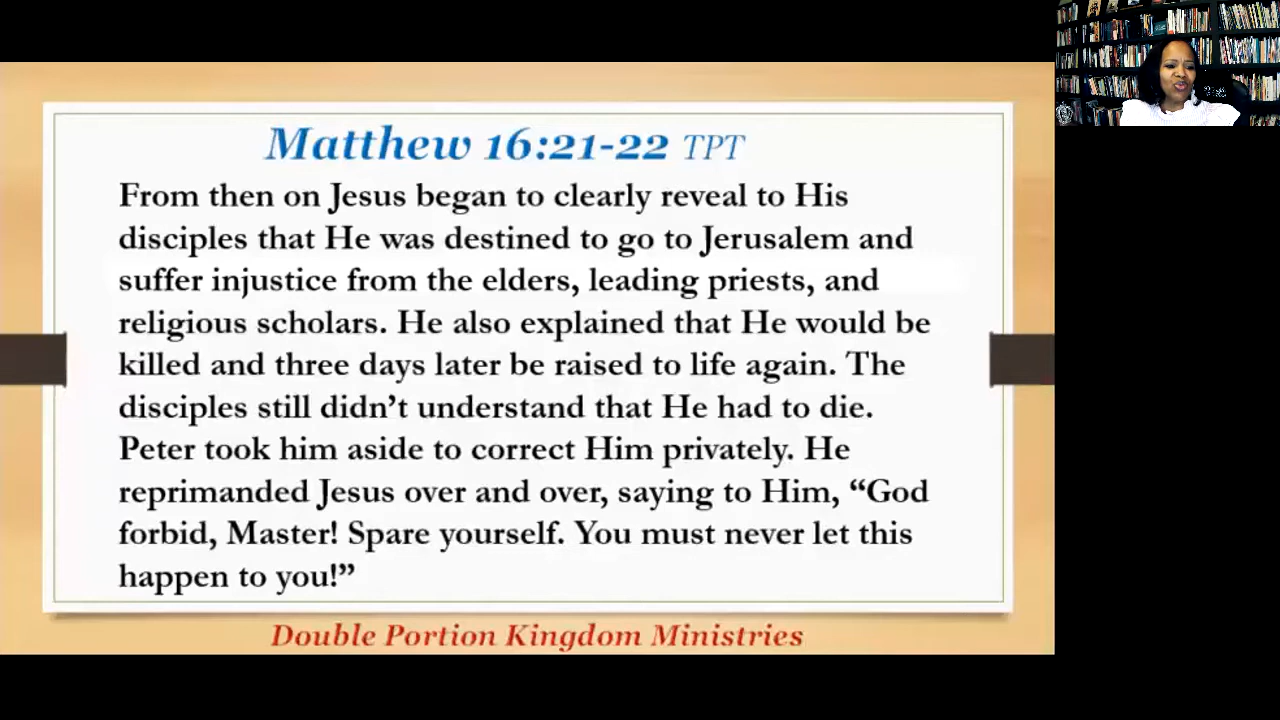 Matthew 16:21-22 TPT
From then on Jesus began to clearly reveal to His
disciples that He was destined to go to Jerusalem and
suffer injustice from the elders, leading priests, and
religious scholars. He also explained that He would be
killed and three days later be raised to life again. The
disciples still didn’t understand that He had to die.
Peter took him aside to correct Him privately. He
reprimanded Jesus over and over, saying to Him, “God
forbid, Master! Spare yourself. You must never let this
happen to you!”
Double Portion Kingdom Ministries